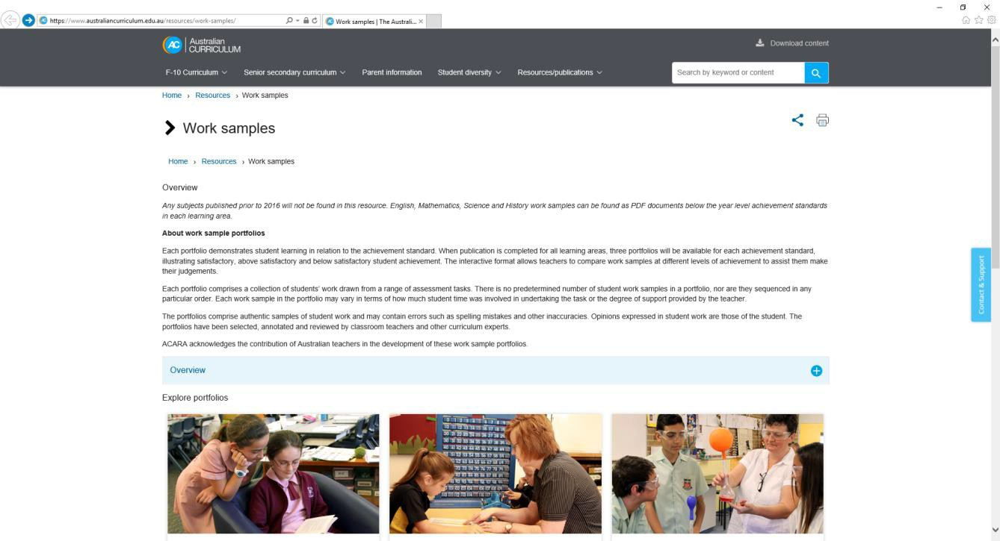 https://www.australiancurriculum.edu.au/resources/work-samples/
Work samples | The Australi...
AC Australian
CURRICULUM
Download content
F-10 Curriculum
Senior secondary curriculum
Parent information
Student diversity
Resources/publications
Search by keyword or content
Home › Resources › Work samples
Work samples
Home › Resources › Work samples
Overview
Any subjects published prior to 2016 will not be found in this resource. English, Mathematics, Science and History work samples can be found as PDF documents below the year level achievement standards
in each learning area.
About work sample portfolios
Each portfolio demonstrates student learning in relation to the achievement standard. When publication is completed for all learning areas, three portfolios will be available for each achievement standard,
illustrating satisfactory, above satisfactory and below satisfactory student achievement. The interactive format allows teachers to compare work samples at different levels of achievement to assist them make
their judgements.
Each portfolio comprises a collection of students' work drawn from a range of assessment tasks. There is no predetermined number of student work samples in a portfolio, nor are they sequenced in any
particular order. Each work sample in the portfolio may vary in terms of how much student time was involved in undertaking the task or the degree of support provided by the teacher.
The portfolios comprise authentic samples of student work and may contain errors such as spelling mistakes and other inaccuracies. Opinions expressed in student work are those of the student. The
portfolios have been selected, annotated and reviewed by classroom teachers and other curriculum experts.
ACARA acknowledges the contribution of Australian teachers in the development of these work sample portfolios.
Overview
Explore portfolios
Contact & Support